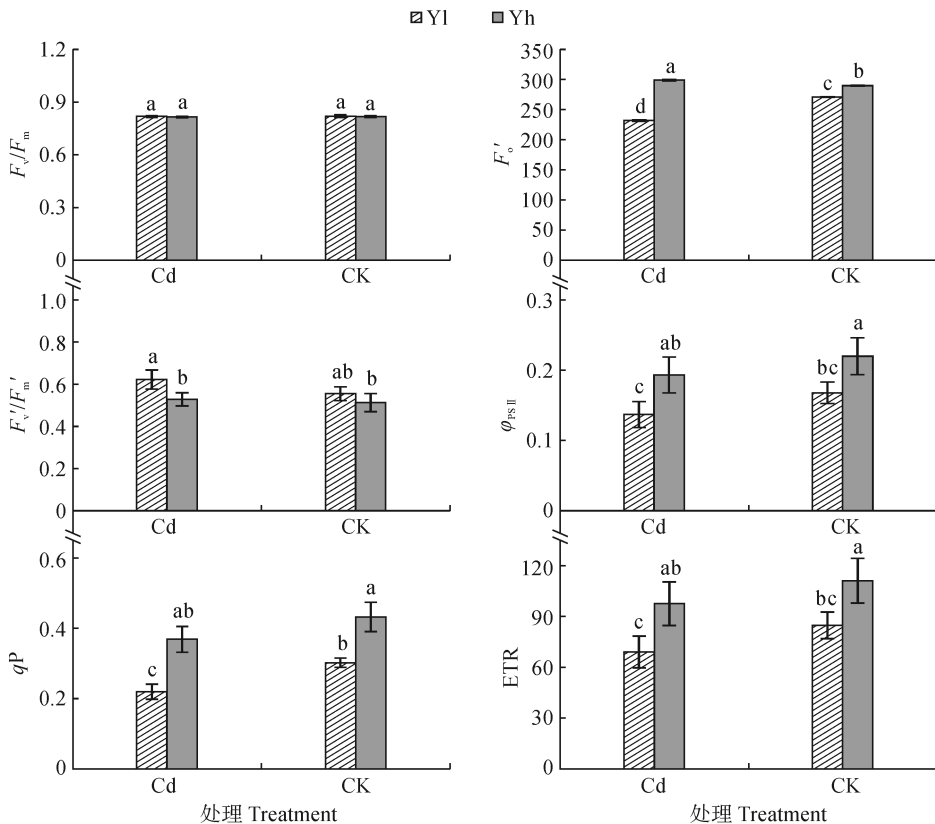 Yl Yh
1.2
0.9
0.6
0.3
0
Fv/Fm
a a a a
Cd CK
350
300
250
200
150
100
50
0
Fo′
d a c b
Cd CK
1.0
0.8
0.6
0.4
0.2
0
Fv′/Fm′
a b ab b
Cd CK
0.3
0.2
0.1
0
φPSⅡ
c ab bc a
Cd CK
0.6
0.4
0.2
0
qP
c ab b a
Cd CK
处理 Treatment
120
90
60
30
0
ETR
c ab bc a
Cd CK
处理 Treatment